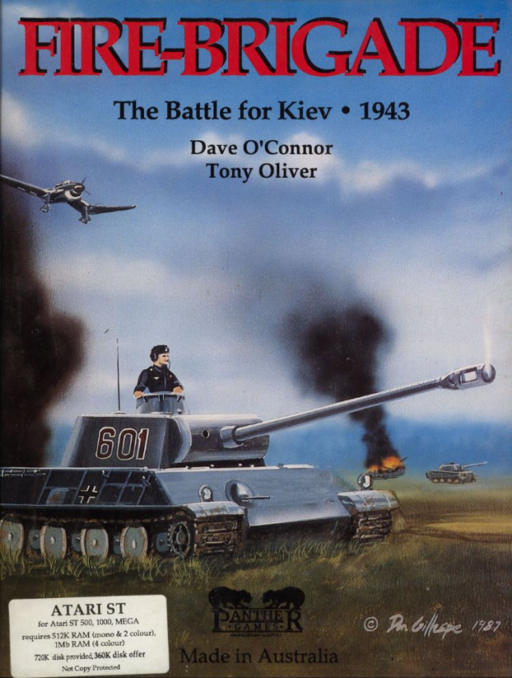 FIRE-BRIGADE
The Battle for Kiev • 1943
Dave O'Connor
Tony Oliver
601
ATARI ST
for Atari ST 500, 1000, MEGA
requires 512K RAM (mono & 2 colour),
1Mb RAM (4 colour)
720K disk provided, 360K disk offer
Not Copy Protected
PANTHER
GAMES
Made in Australia
© 1987